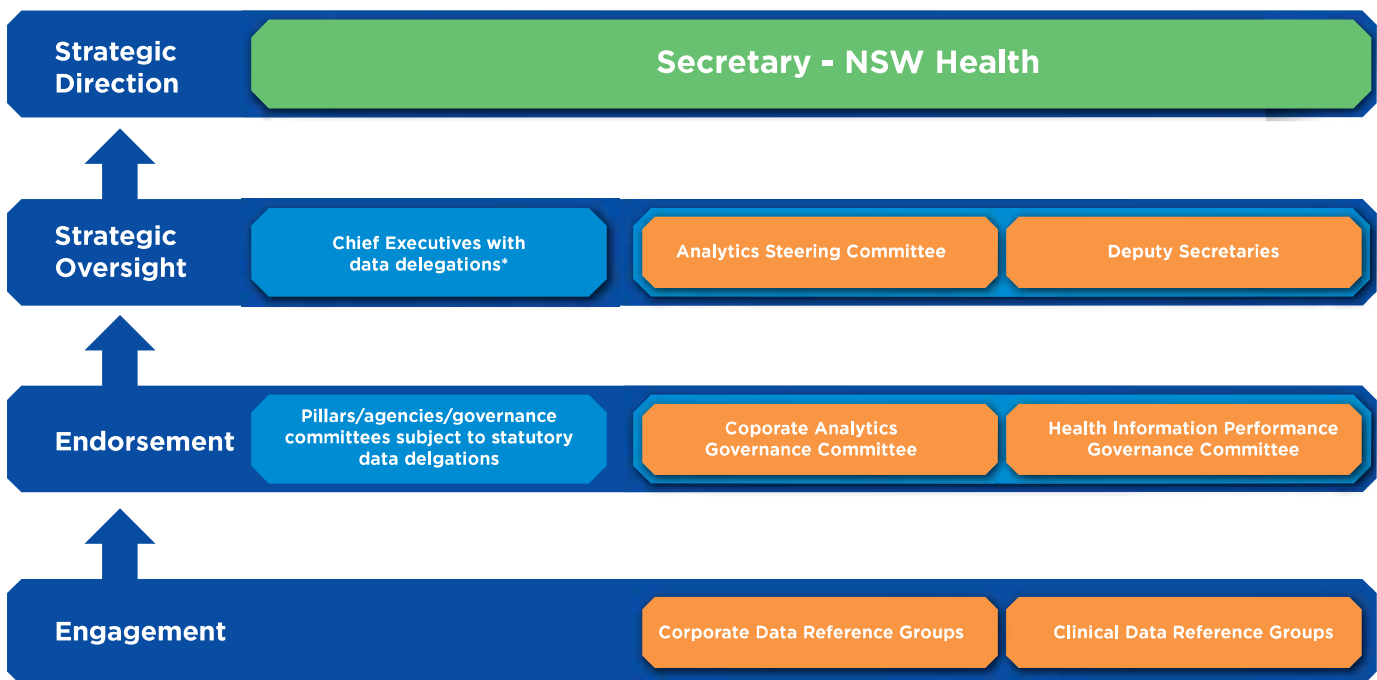 Strategic
Direction
Secretary - NSW Health
Strategic
Oversight
Chief Executives with
data delegations*
Analytics Steering Committee
Deputy Secretaries
Endorsement
Pillars/agencies/governance
committees subject to statutory
data delgations
Coporate Analytics
Governance Committee
Health Information Performance
Governance Committee
Engagement
Corporate Data Reference Groups
Clinical Data Reference Groups